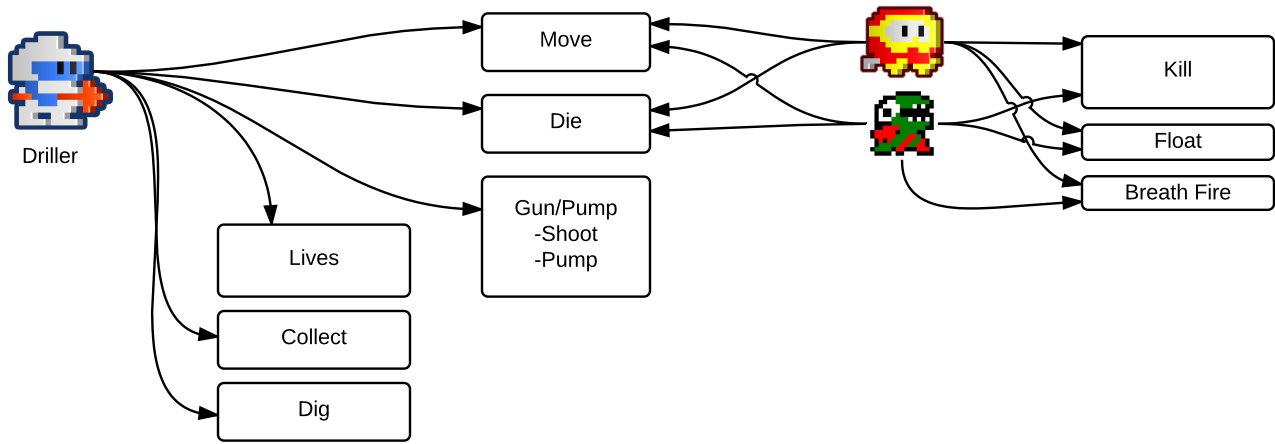 Driller
Move
Die
Gun/Pump
-Shoot
-Pump
Lives
Collect
Dig
Kill
Float
Breath Fire